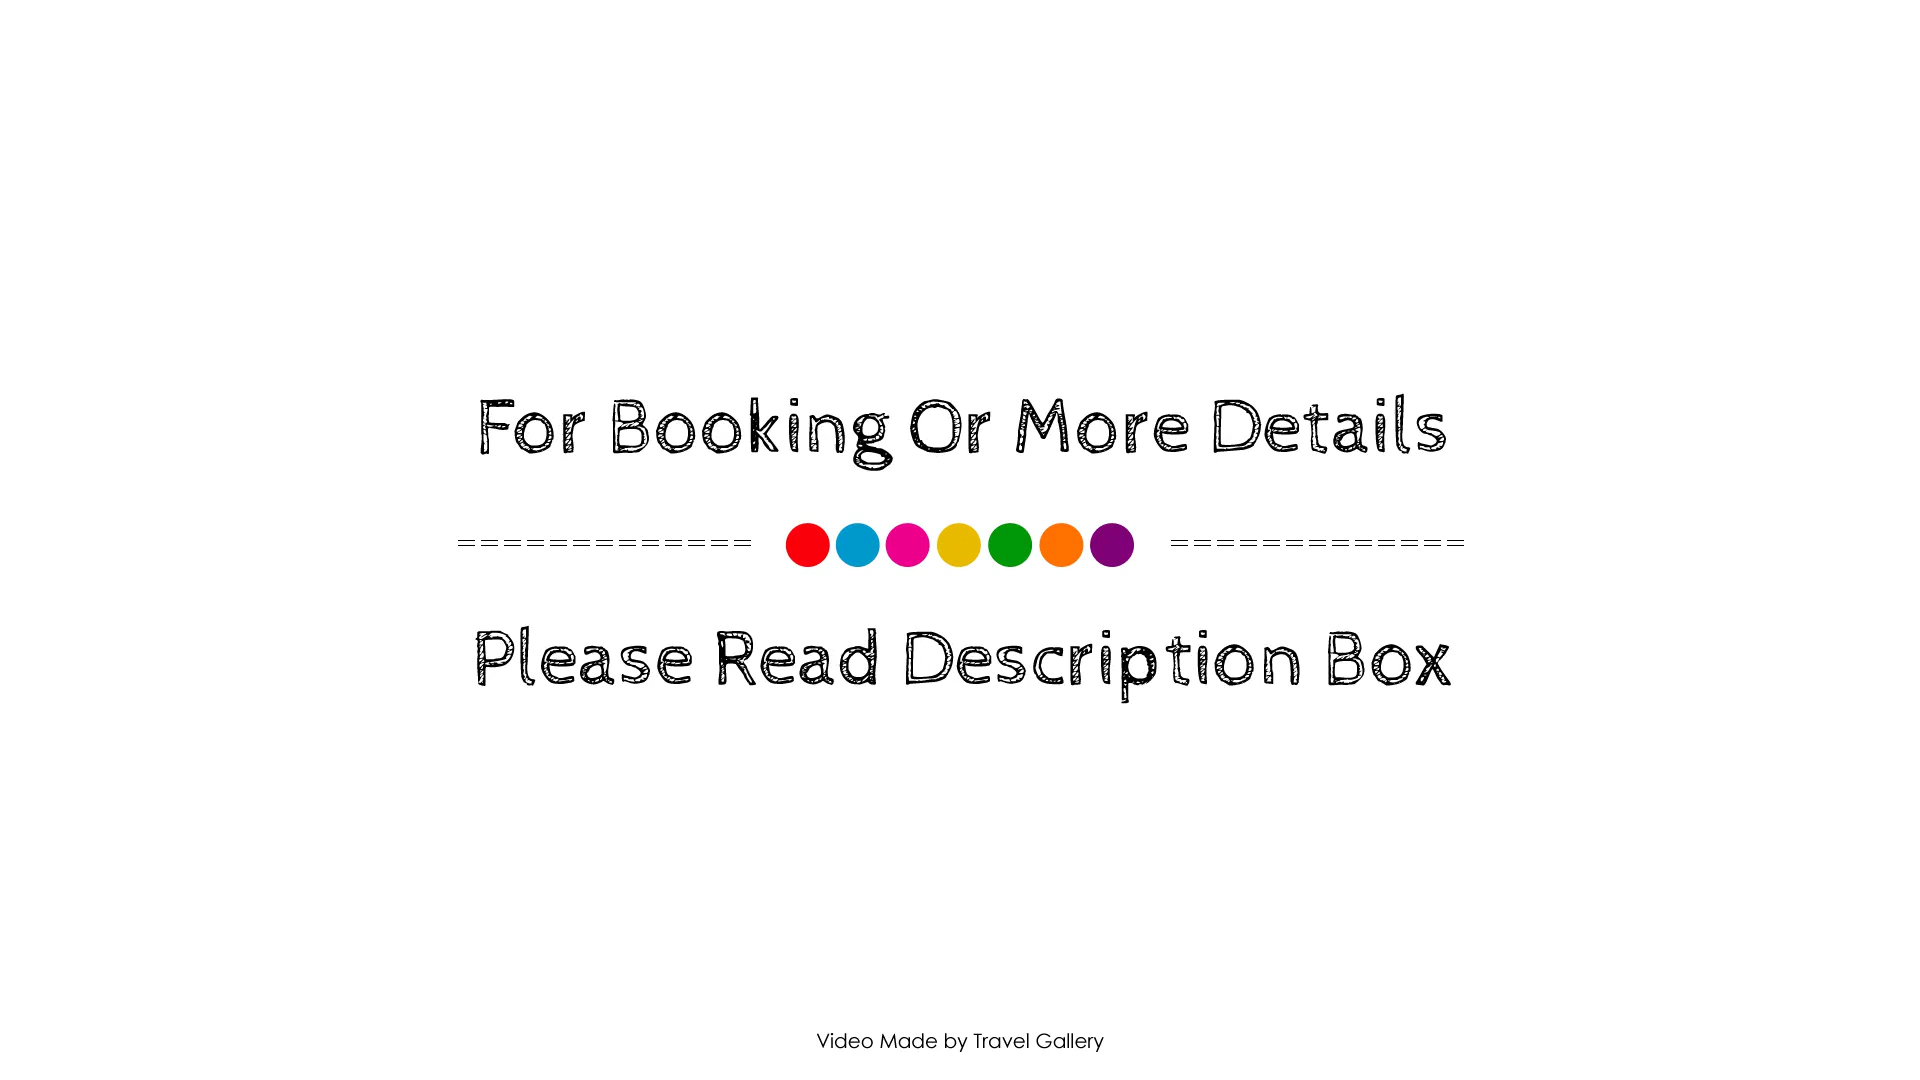 For Booking Or More Details
============= =============
Please Read Description Box
Video Made by Travel Gallery